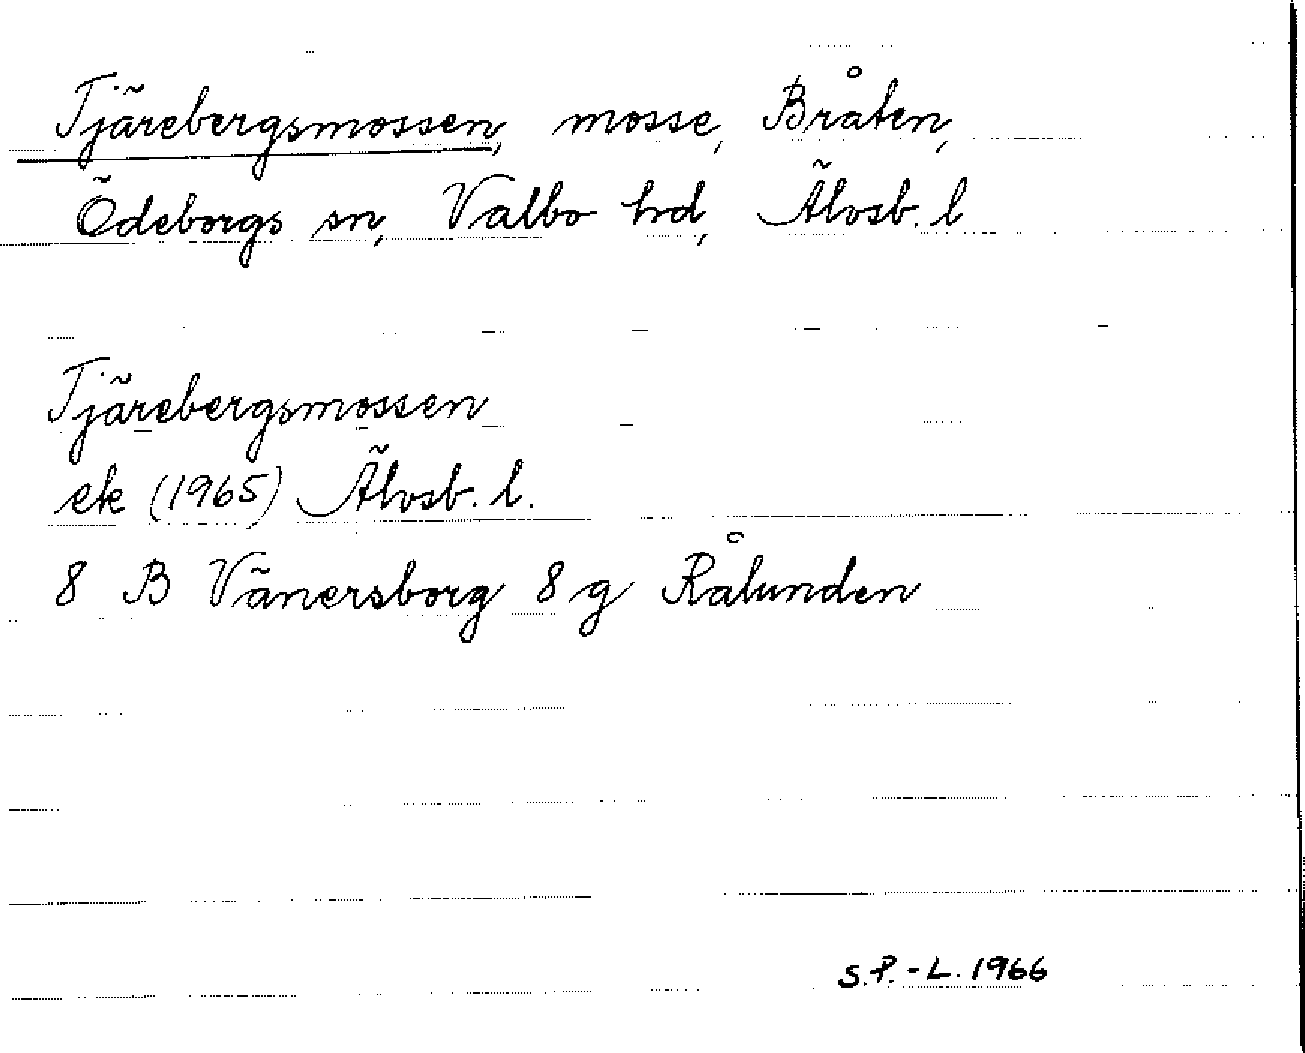 Tjärebergsmossen, mosse, Bråten,
Ödeborgs sn, Valbo hd, Älvsb. l
Tjärebergsmossen
ek (1965) Älvsb. l.
8 B Vänersborg 8 g Rålunden
S.P.-L. 1966